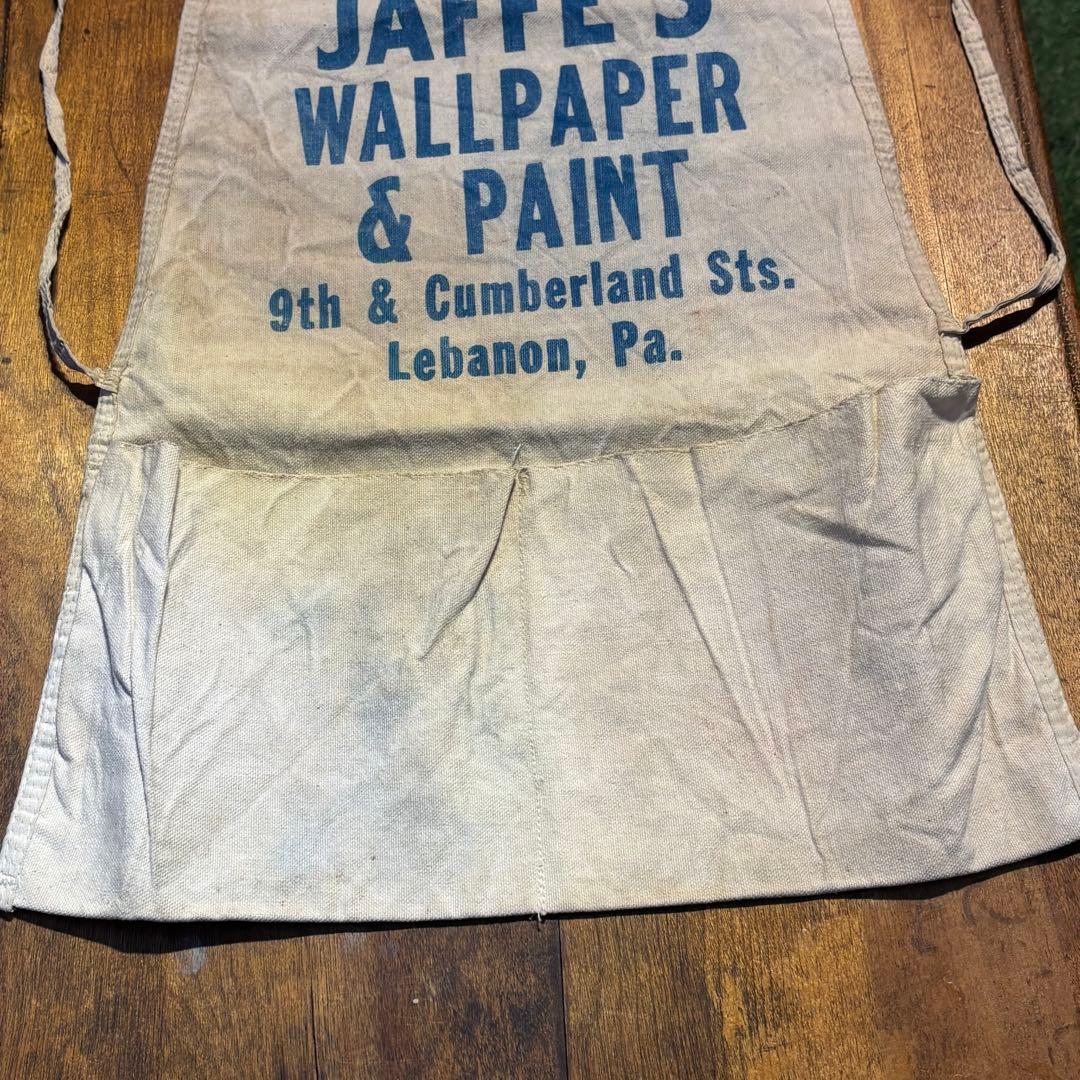 JAFFE'S
WALLPAPER
& PAINT
9th & Cumberland Sts.
Lebanon, Pa.